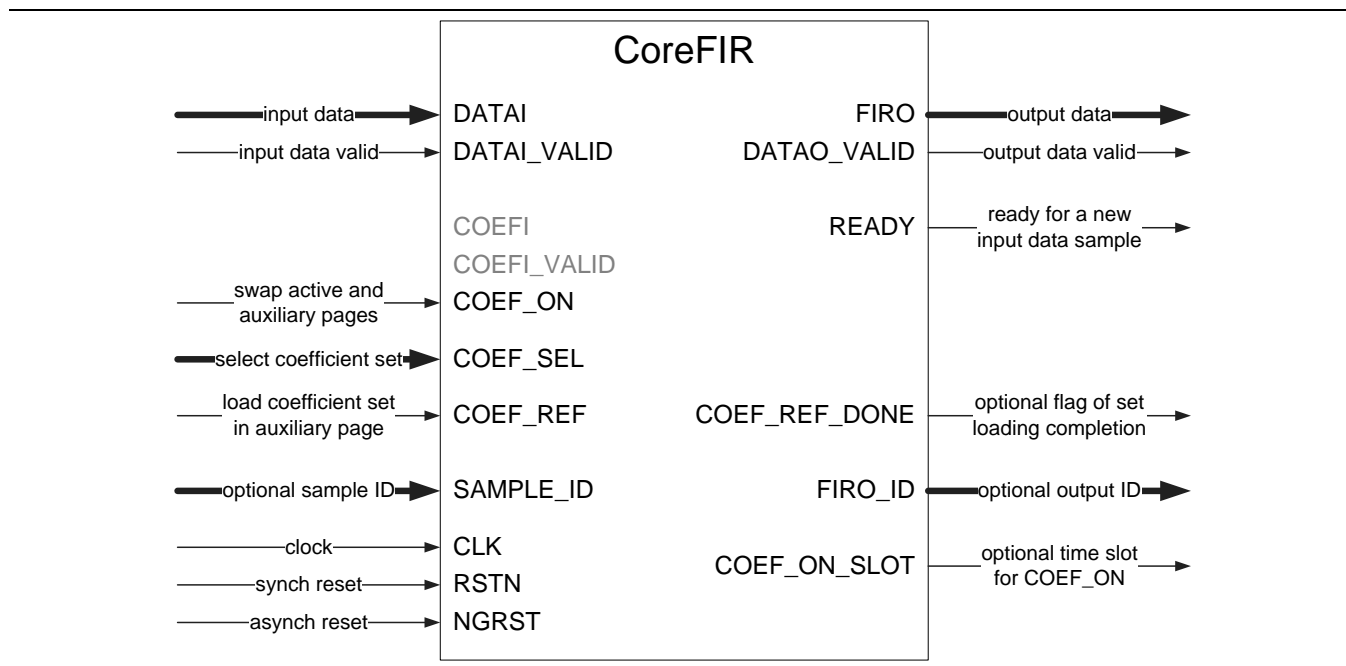 CoreFIR
input data DATAI FIRO output data
input data valid DATAI_VALID DATAO_VALID output data valid
COEFI READY ready for a new
input data sample
COEFI_VALID
swap active and
auxiliary pages COEF_ON
select coefficient set COEF_SEL
load coefficient set
in auxiliary page COEF_REF COEF_REF_DONE optional flag of set
loading completion
optional sample ID SAMPLE_ID FIRO_ID optional output ID
clock CLK
COEF_ON_SLOT optional time slot
for COEF_ON
synch reset RSTN
asynch reset NGRST